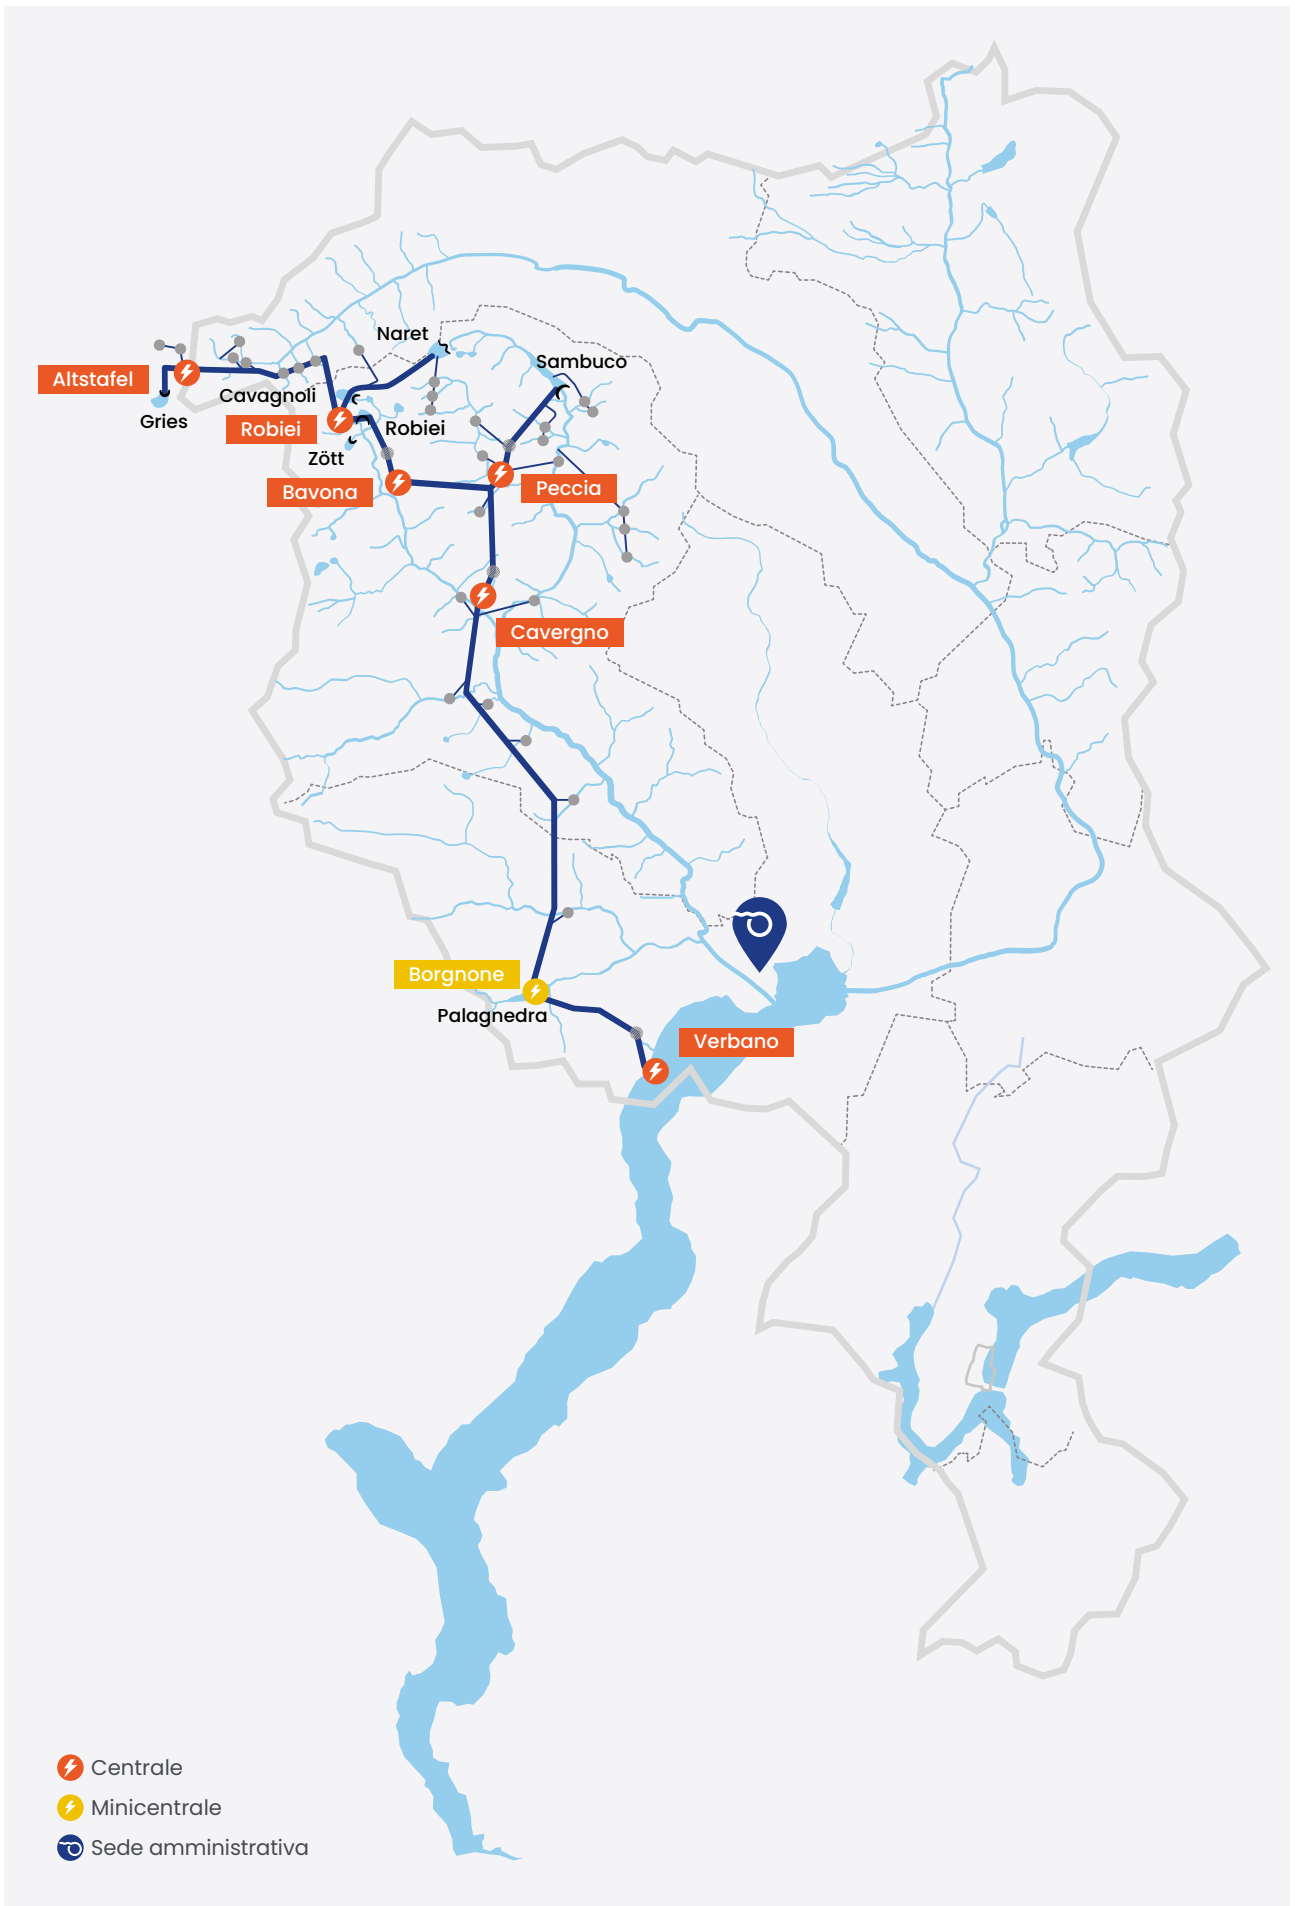 Naret
Sambuco
Altstafel
Cavagnoli
Gries
Robiei
Robiei
Zött
Bavona
Peccia
Cavergno
Borgnone
Palagnedra
Verbano
Centrale
Minicentrale
Sede amministrativa